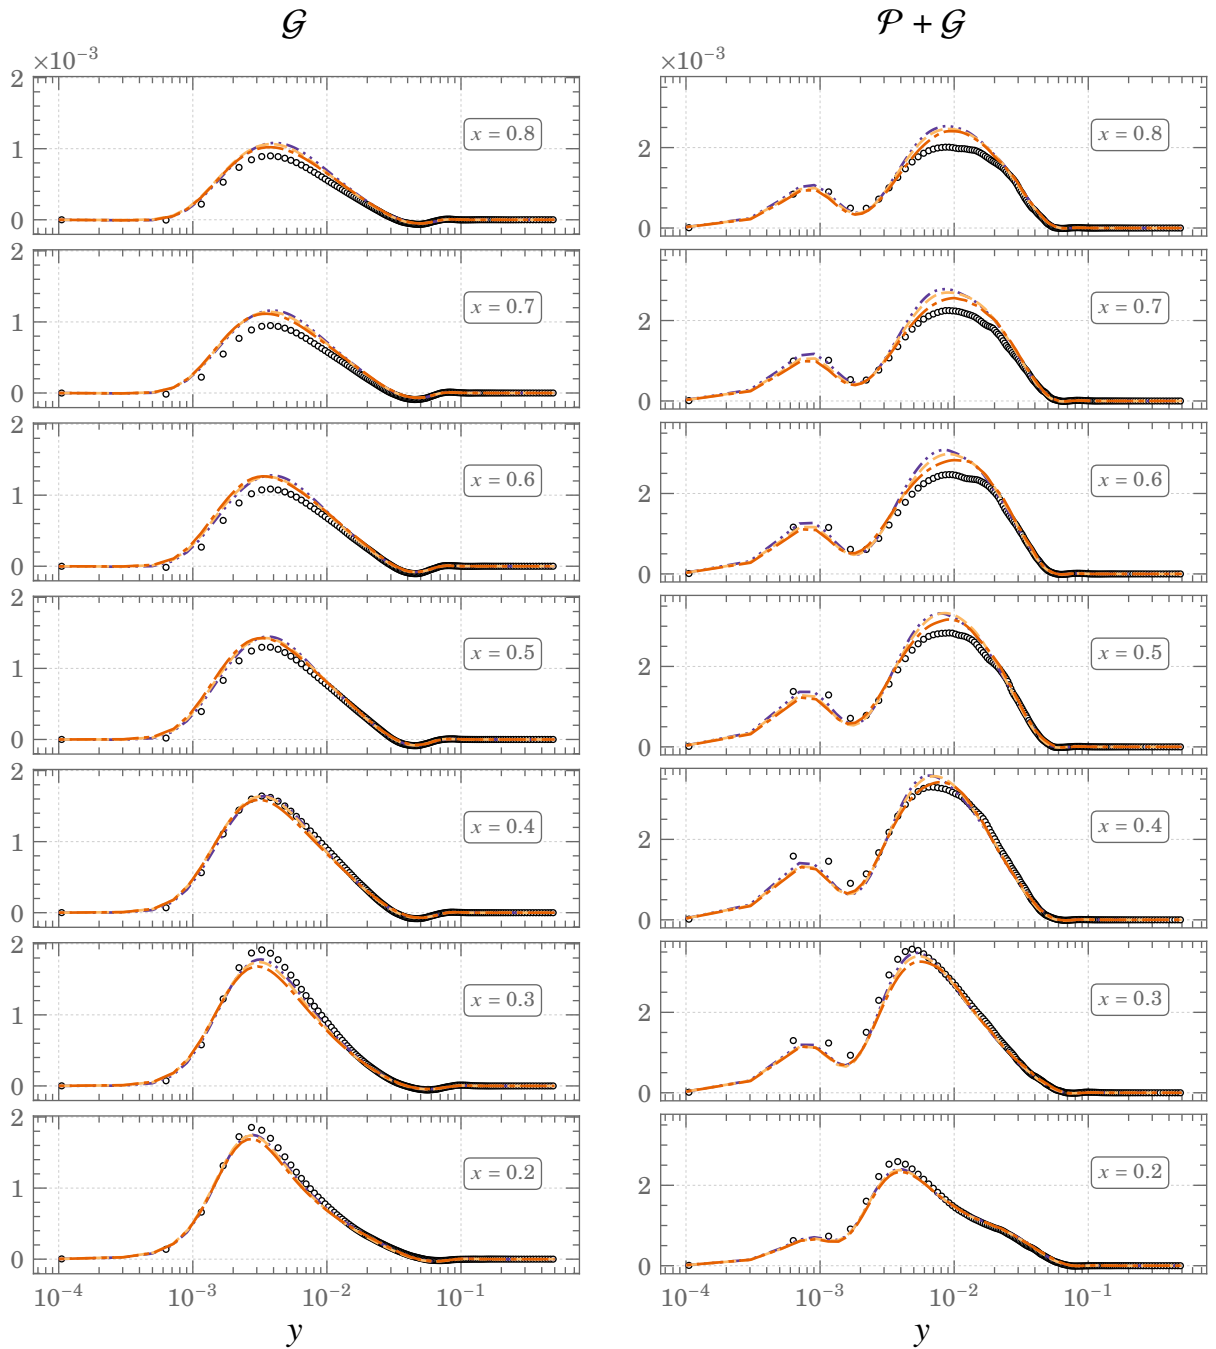 𝒢 𝒫 + 𝒢
×10⁻³ ×10⁻³
2
1 x = 0.8 2 x = 0.8
0 0
2
1 x = 0.7 2 x = 0.7
0 0
2
1 x = 0.6 2 x = 0.6
0 0
2
1 x = 0.5 2 x = 0.5
0 0
2
1 x = 0.4 2 x = 0.4
0 0
2
1 x = 0.3 2 x = 0.3
0 0
2
1 x = 0.2 2 x = 0.2
0 0
10⁻⁴ 10⁻³ 10⁻² 10⁻¹ 10⁻⁴ 10⁻³ 10⁻² 10⁻¹
y y